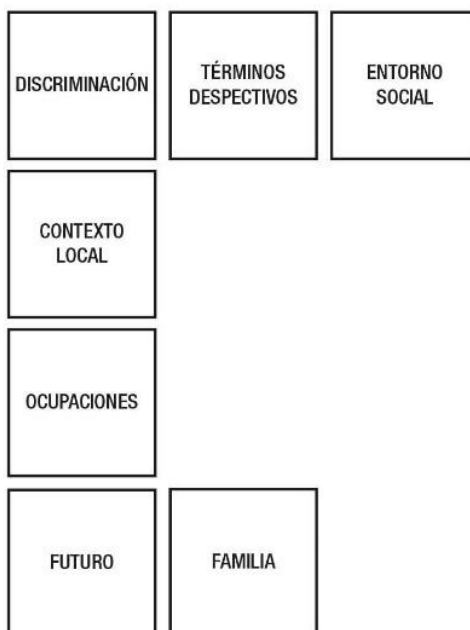 DISCRIMINACIÓN
TÉRMINOS
DESPECTIVOS
ENTORNO
SOCIAL
CONTEXTO
LOCAL
OCUPACIONES
FUTURO
FAMILIA